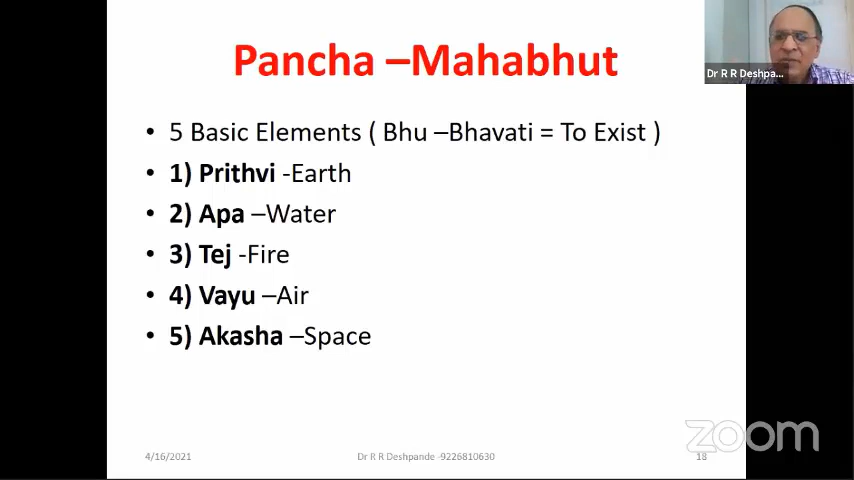 Pancha –Mahabhut
Dr R R Deshpa...
• 5 Basic Elements ( Bhu –Bhavati = To Exist )
• 1) Prithvi -Earth
• 2) Apa –Water
• 3) Tej -Fire
• 4) Vayu –Air
• 5) Akasha –Space
zoom
4/16/2021
Dr R R Deshpande -9226810630
18